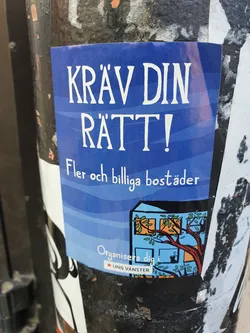 KRÄV DIN
RÄTT!
Fler och billiga bostäder
Organisera dig!
UNG VÄNSTER